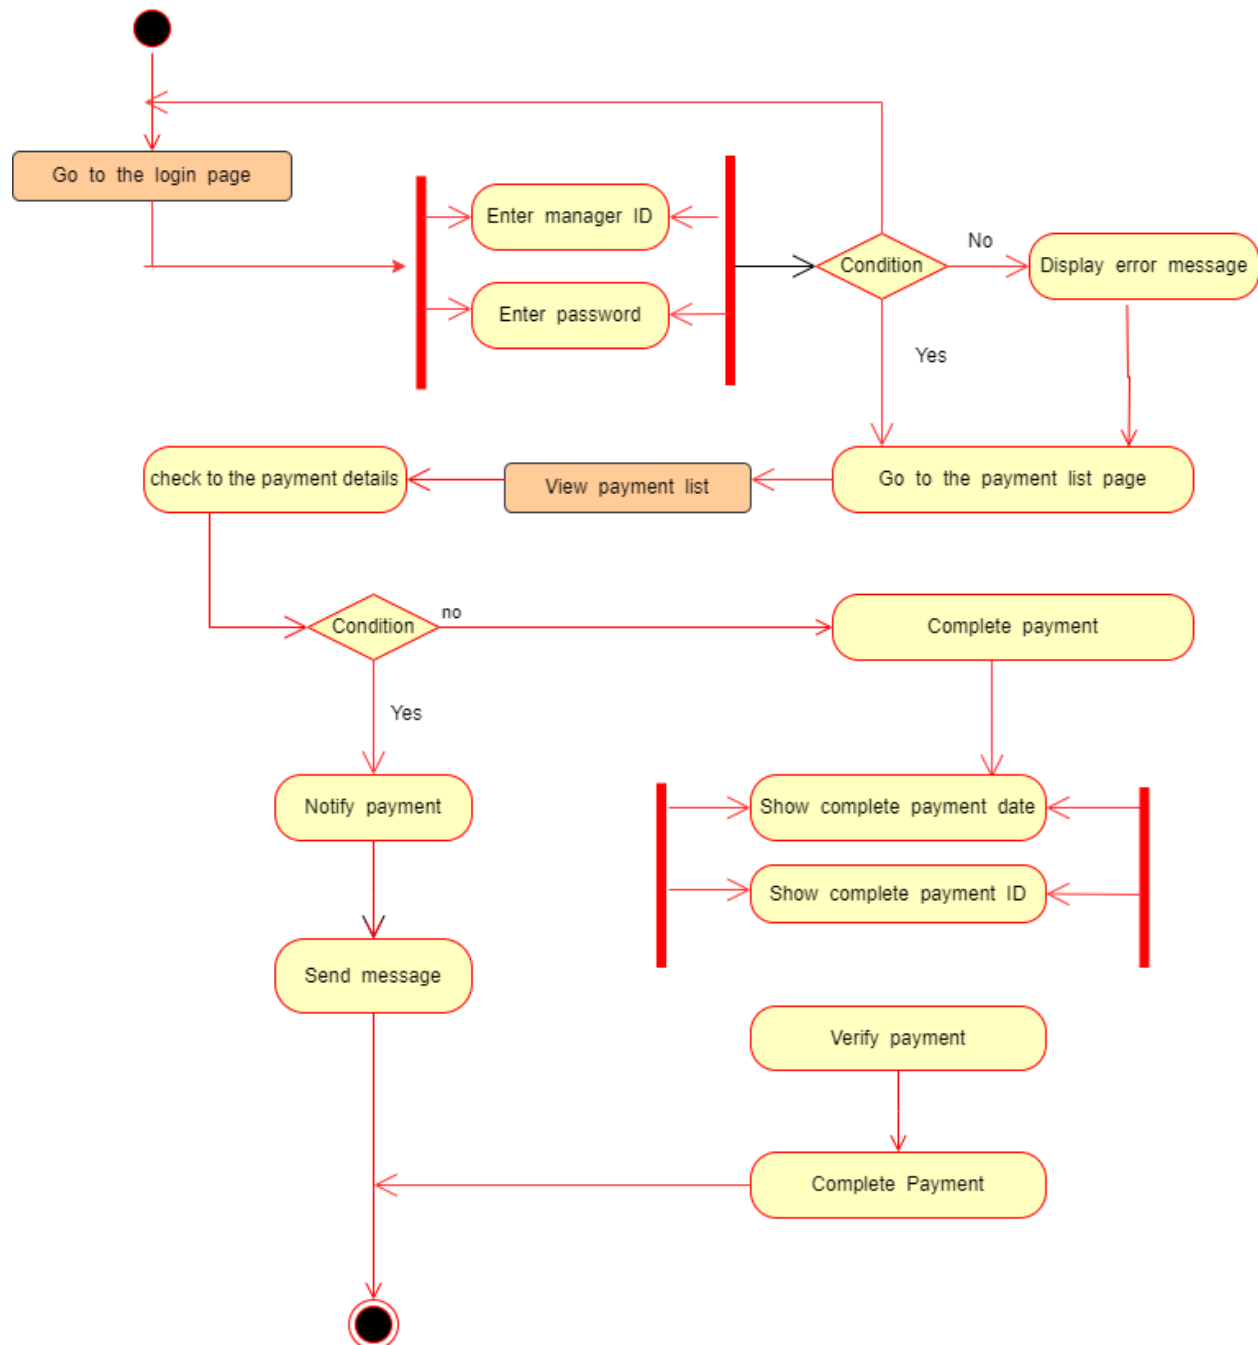 Go to the login page
Enter manager ID
No
Condition
Display error message
Enter password
Yes
check to the payment details
View payment list
Go to the payment list page
no
Condition
Complete payment
Yes
Notify payment
Show complete payment date
Show complete payment ID
Send message
Verify payment
Complete Payment